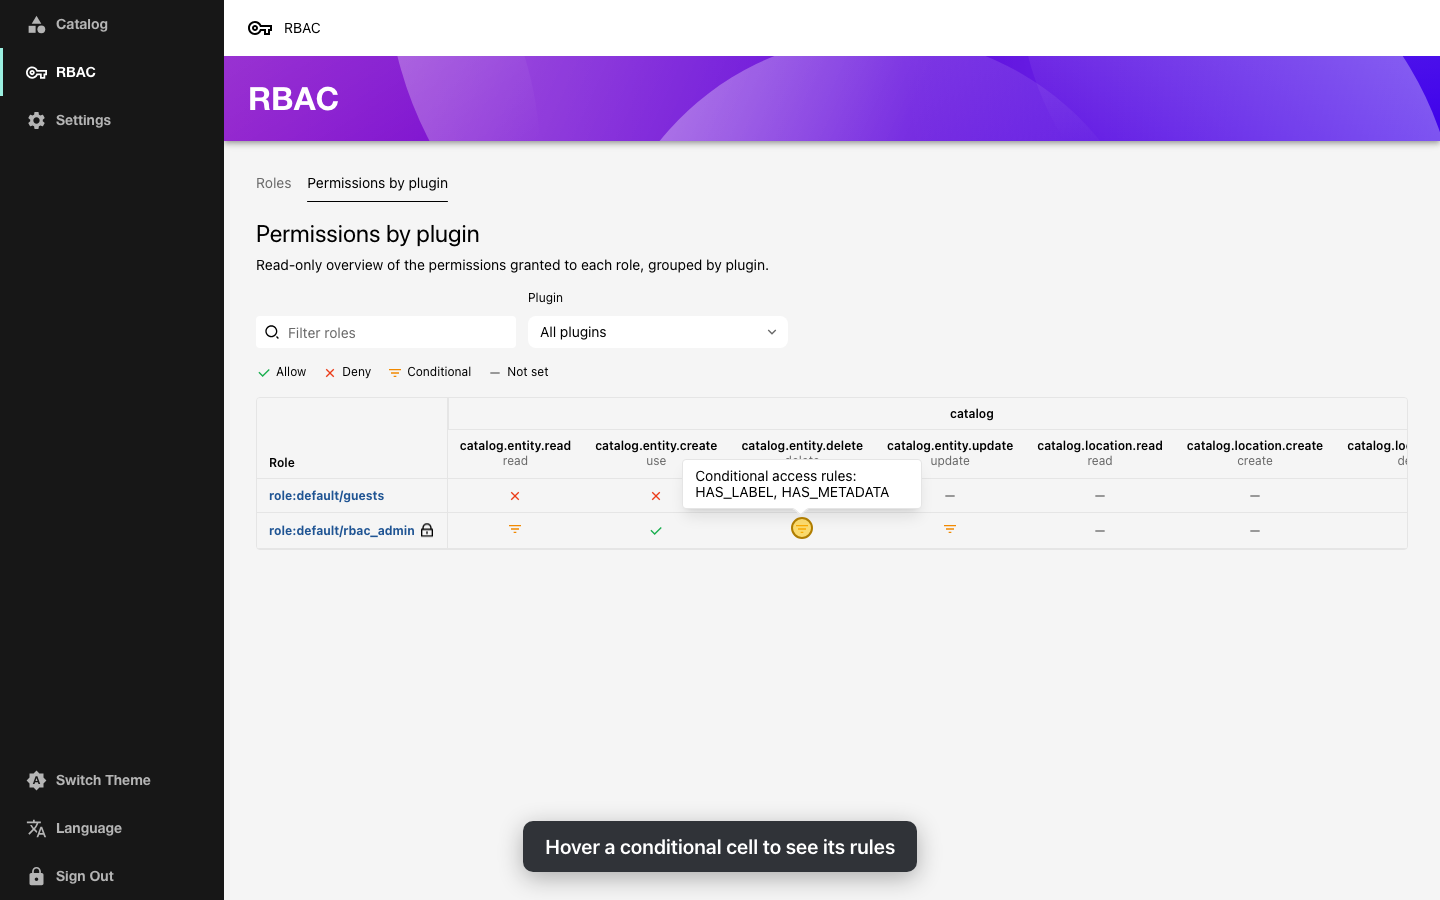 Catalog
RBAC
Settings
Switch Theme
Language
Sign Out
RBAC
RBAC
Roles
Permissions by plugin
Permissions by plugin
Read-only overview of the permissions granted to each role, grouped by plugin.
Plugin
Filter roles
All plugins
Allow
Deny
Conditional
Not set
catalog
Role
catalog.entity.read
read
catalog.entity.create
use
catalog.entity.delete
delete
catalog.entity.update
update
catalog.location.read
read
catalog.location.create
create
role:default/guests
Conditional access rules:
HAS_LABEL, HAS_METADATA
role:default/rbac_admin
Hover a conditional cell to see its rules